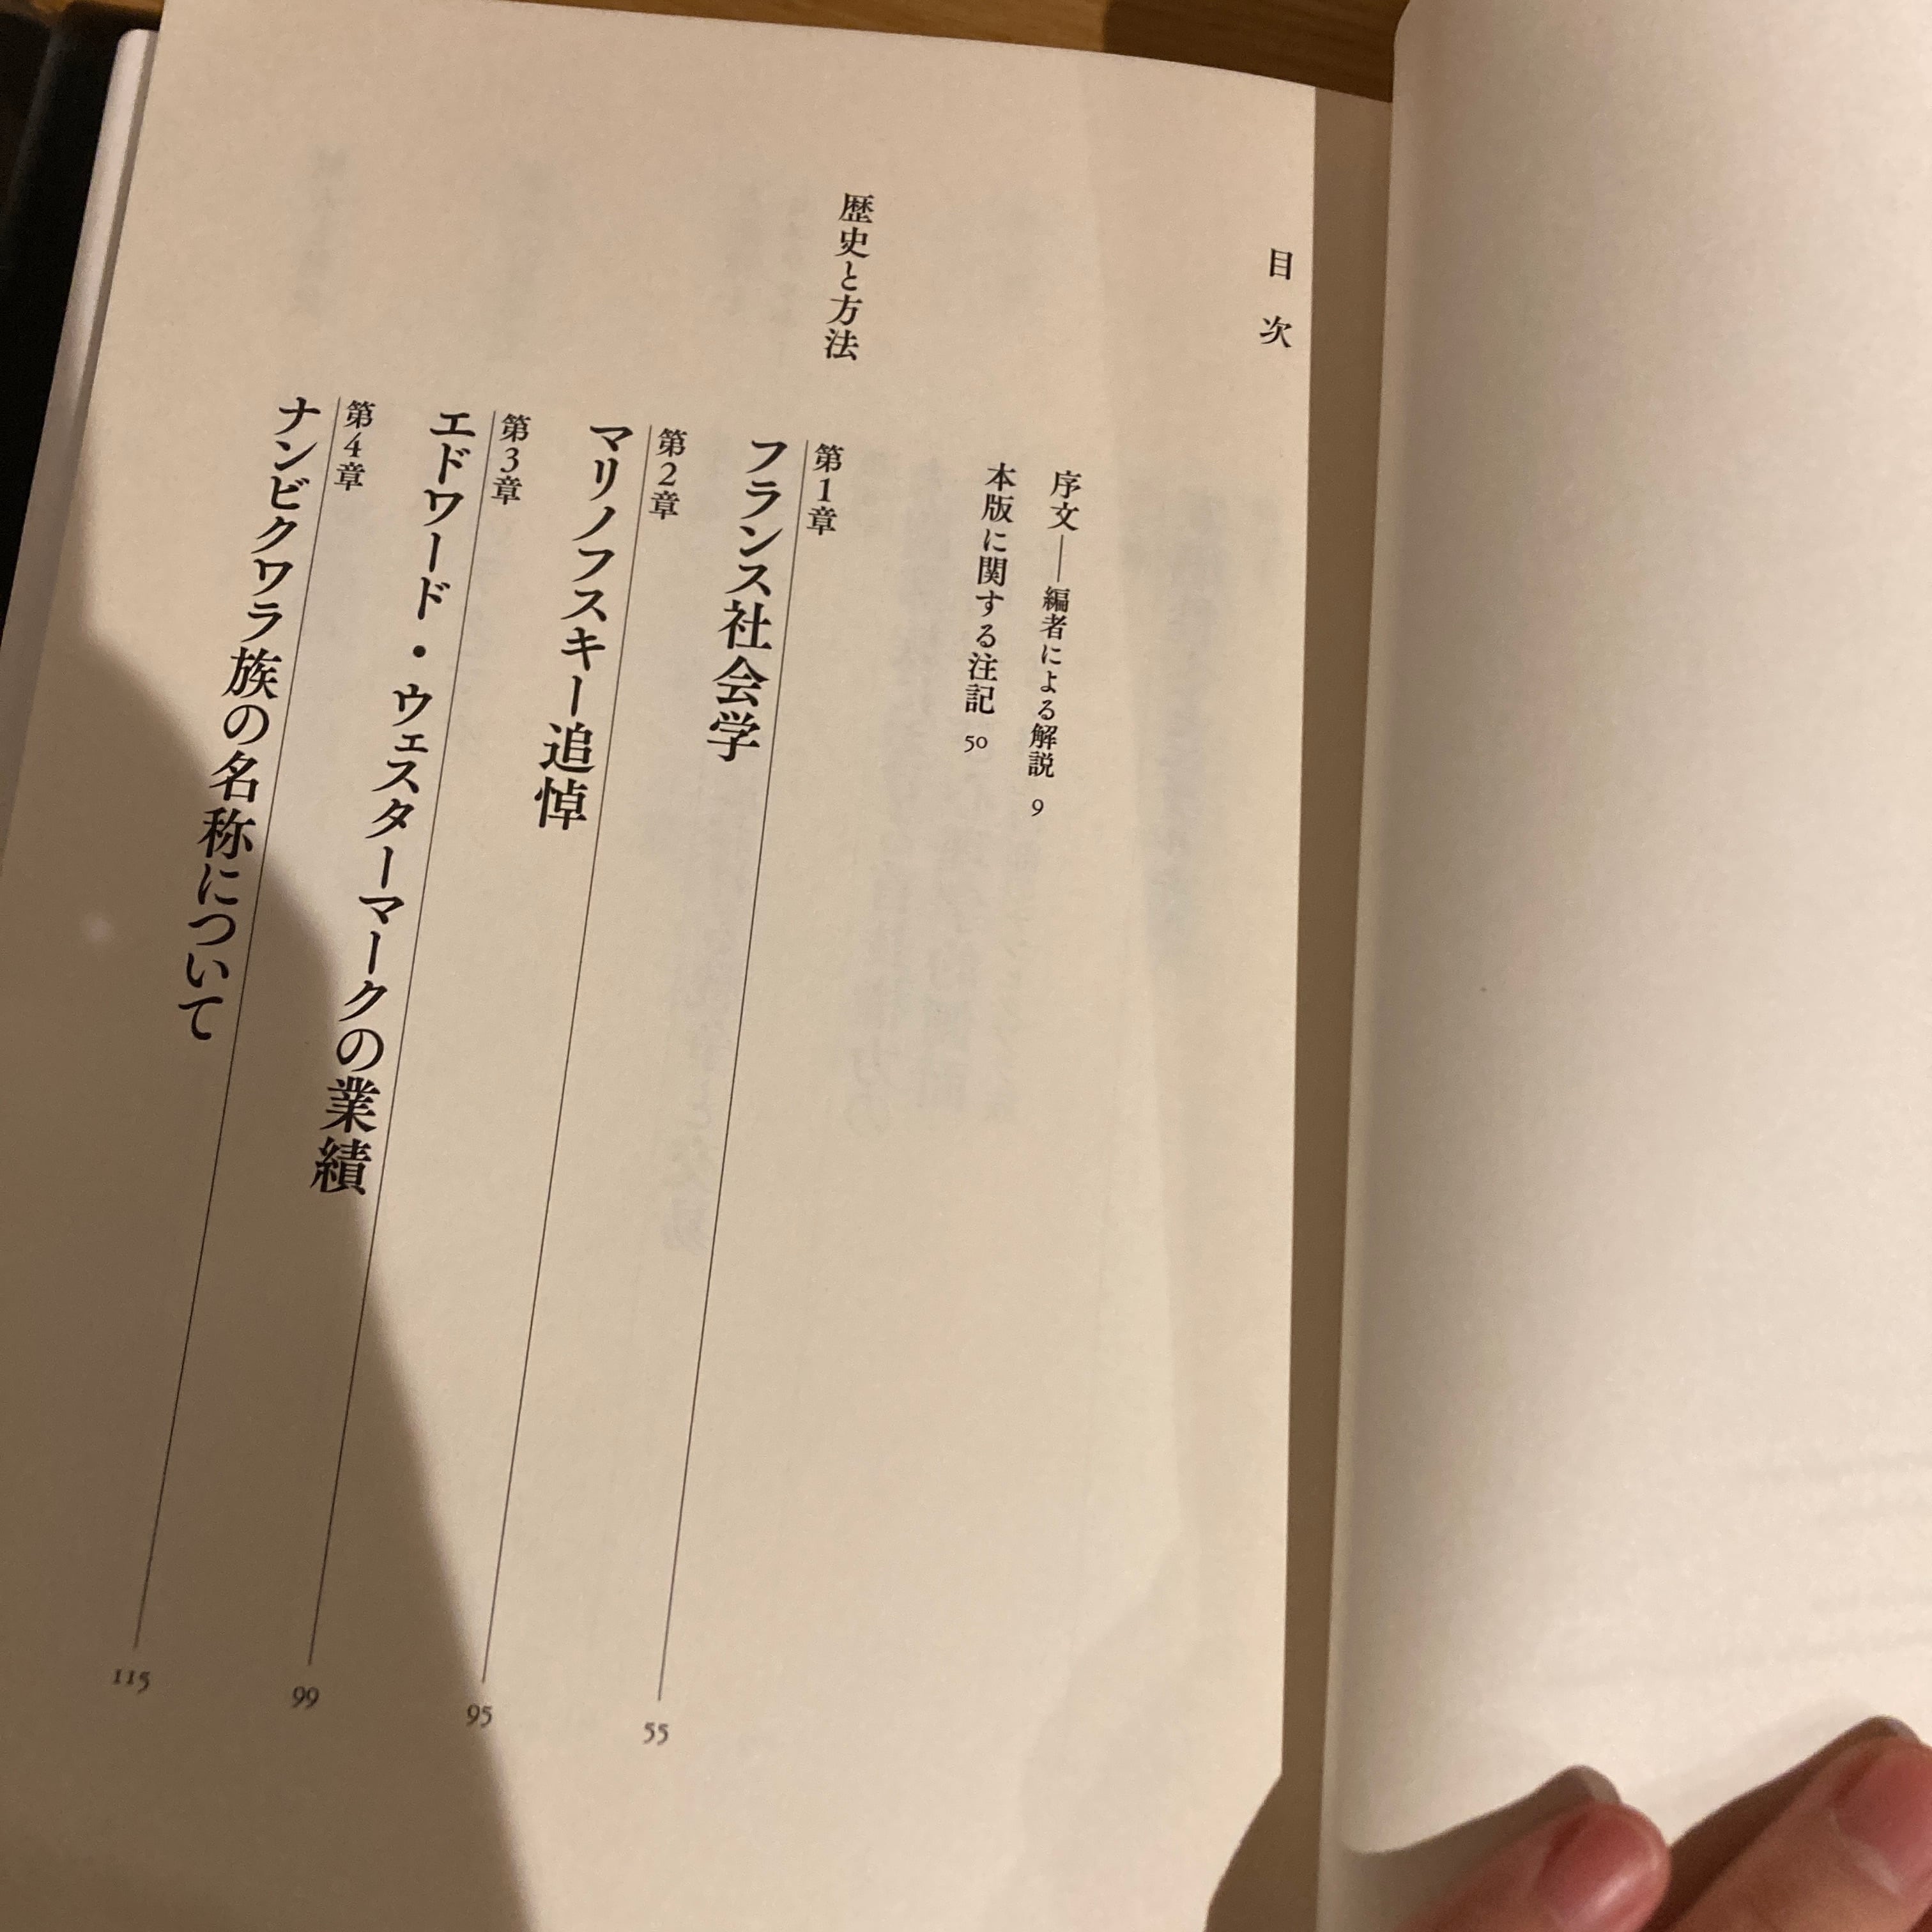 目次
序文――編者による解説 9
本版に関する注記 50
歴史と方法
第1章
フランス社会学 55
第2章
マリノフスキー追悼 95
第3章
エドワード・ウェスターマークの業績 99
第4章
ナンビクワラ族の名称について 115